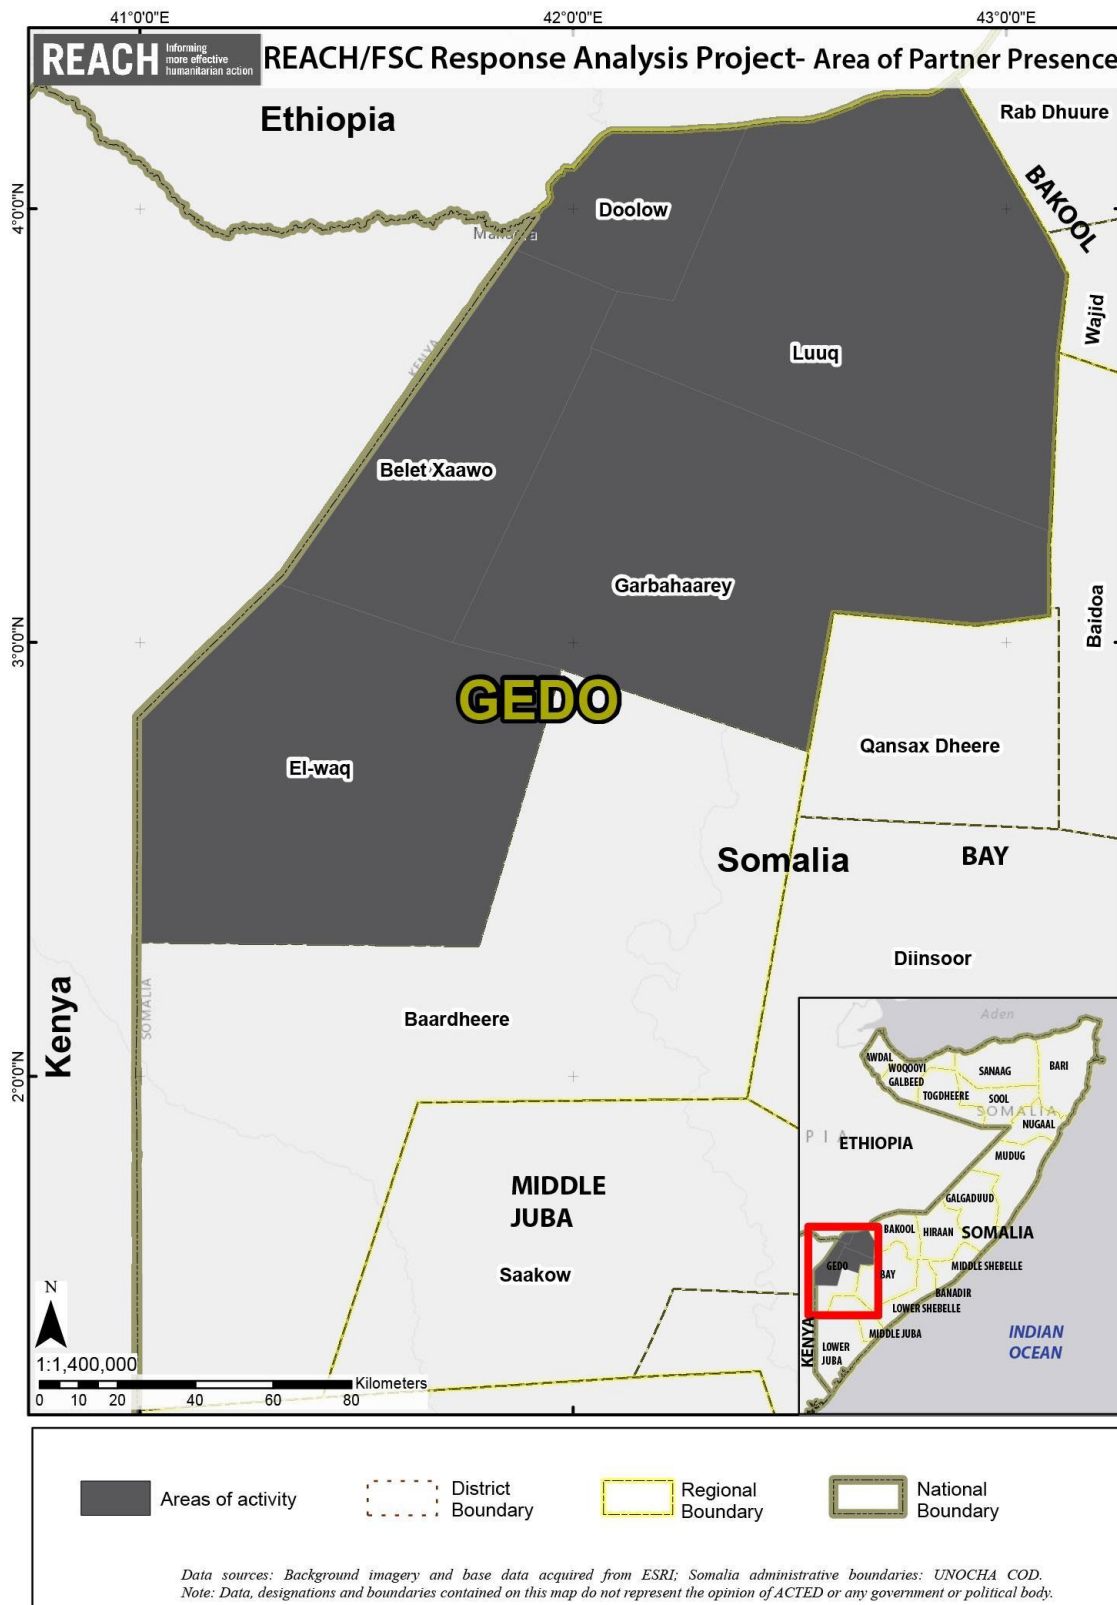 41°0'0"E
42°0'0"E
43°0'0"E
REACH Informing
more effective
humanitarian action
REACH/FSC Response Analysis Project- Area of Partner Presence
Ethiopia
Rab Dhuure
BAKOOL
4°0'0"N
Doolow
Wajid
KENYA
Luuq
Belet Xaawo
Garbahaarey
Baidoa
3°0'0"N
GEDO
Qansax Dheere
El-waq
Somalia
BAY
Diinsoor
Kenya
SOMALIA
Baardheere
2°0'0"N
MIDDLE
JUBA
Saakow
Aden
AWDAL
WOQOOYI
GALBEED
SANAAG
BARI
TOGDHEERE
SOOL
SOMALIA
NUGAAL
PIA
ETHIOPIA
MUDUG
GALGADUUD
BAKOOL
HIRAAN
SOMALIA
GEDO
BAY
MIDDLE SHEBELLE
BANADIR
LOWER SHEBELLE
KENYA
MIDDLE JUBA
LOWER
JUBA
INDIAN
OCEAN
N
1:1,400,000
Kilometers
0 10 20 40 60 80
Areas of activity
District
Boundary
Regional
Boundary
National
Boundary
Data sources: Background imagery and base data acquired from ESRI; Somalia administrative boundaries: UNOCHA COD.
Note: Data, designations and boundaries contained on this map do not represent the opinion of ACTED or any government or political body.